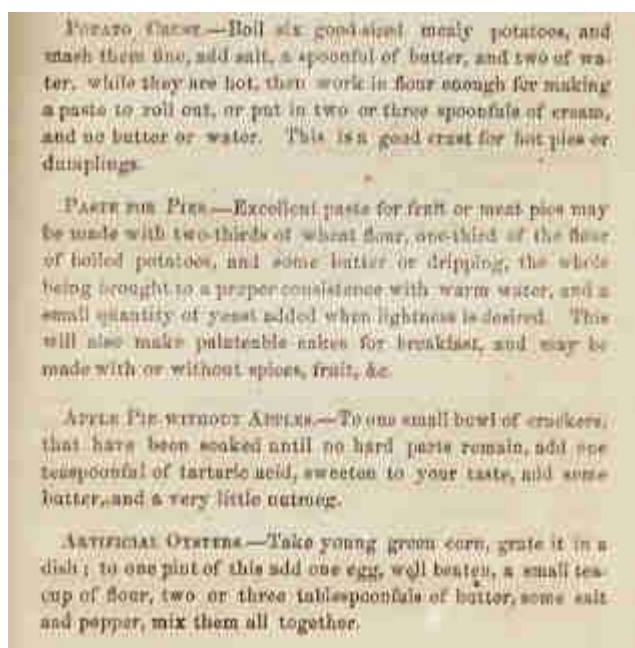 POTATO CRUST.—Boil six good-sized mealy potatoes, and
mash them fine, add salt, a spoonful of butter, and two of wa-
ter, while they are hot, then work in flour enough for making
a paste to roll out, or put in two or three spoonfuls of cream,
and no butter or water. This is a good crust for hot pies or
dumplings.
PASTE FOR PIES.—Excellent paste for fruit or meat pies may
be made with two-thirds of wheat flour, one-third of the flour
of boiled potatoes, and some butter or dripping, the whole
being brought to a proper consistence with warm water, and a
small quantity of yeast added when lightness is desired. This
will also make palateable cakes for breakfast, and may be
made with or without spices, fruit, &c.
APPLE PIE WITHOUT APPLES.—To one small bowl of crackers,
that have been soaked until no hard parts remain, add one
teaspoonful of tartaric acid, sweeten to your taste, add some
butter, and a very little nutmeg.
ARTIFICIAL OYSTERS.—Take young green corn, grate it in a
dish; to one pint of this add one egg, well beaten, a small tea-
cup of flour, two or three tablespoonfuls of butter, some salt
and pepper, mix them all together.